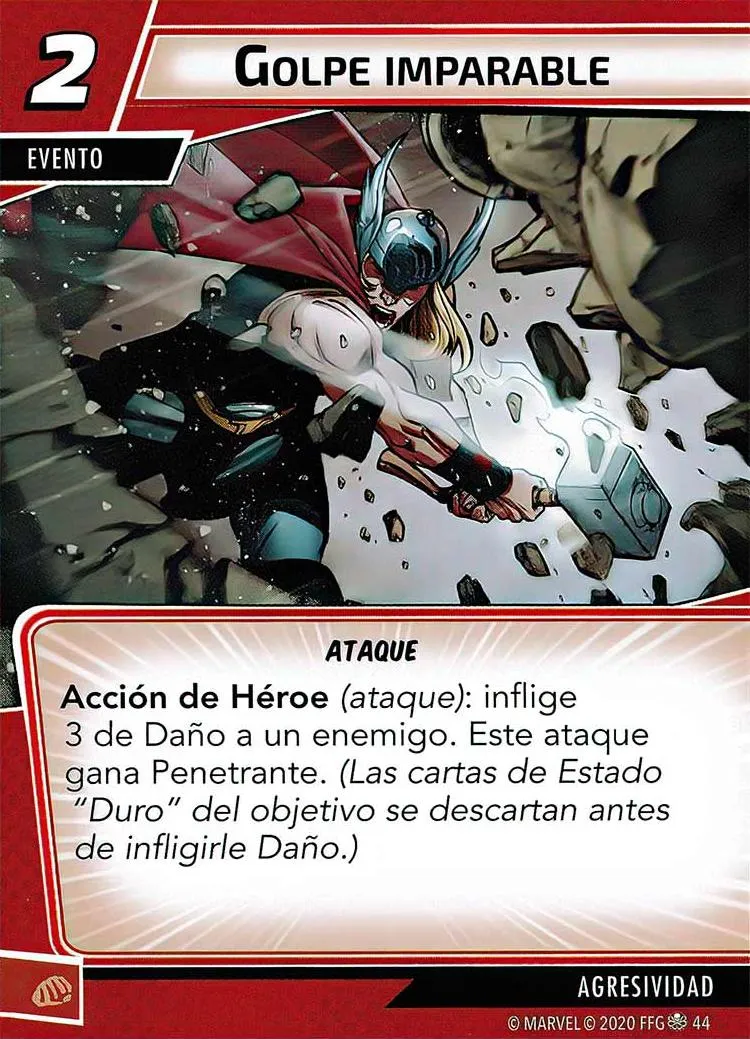 2
GOLPE IMPARABLE
EVENTO
ATAQUE
Acción de Héroe (ataque): inflige
3 de Daño a un enemigo. Este ataque
gana Penetrante. (Las cartas de Estado
“Duro” del objetivo se descartan antes
de infligirle Daño.)
AGRESIVIDAD
© MARVEL © 2020 FFG 44